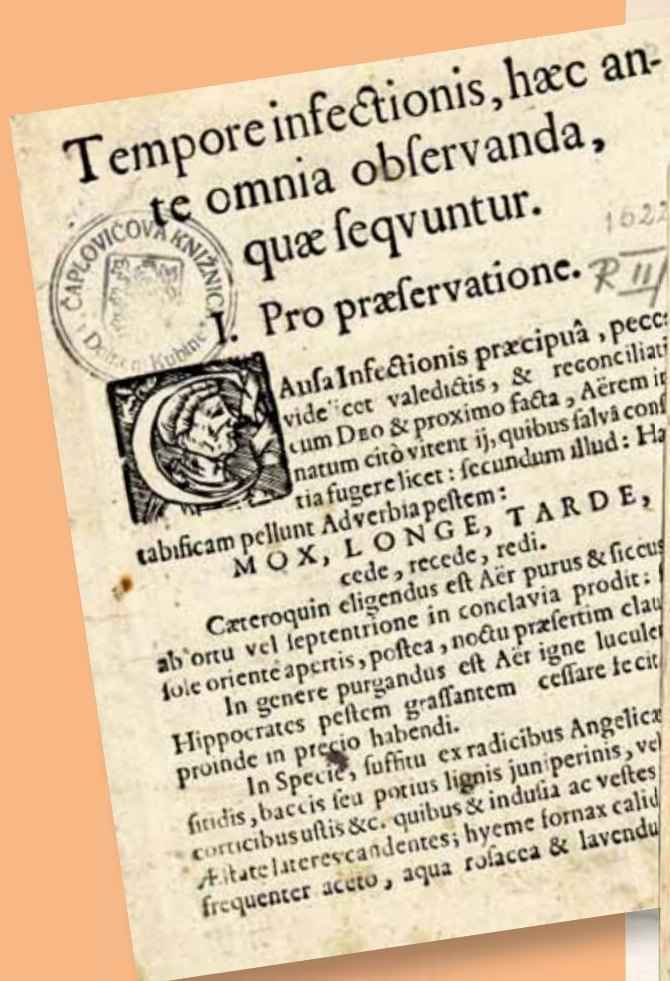 Tempore infectionis, hæc an-
te omnia obſervanda,
quæ ſeqvuntur.
1622
R II/
ČAPLOVIČOVA KNIŽNICA
Kubine
I. Pro præſervatione.
CAuſa Infectionis præcipuâ, pecc
videlicet valedictis, & reconciliati
cum DEO & proximo facta, Aërem in
natum citò vitent ij, quibus ſalvâ conſ
tia fugere licet: ſecundum illud: Ha
tabificam pellunt Adverbia peſtem:
MOX, LONGE, TARDE,
cede, recede, redi.
Cæteroquin eligendus eſt Aër purus & ſiccus
ab ortu vel ſeptentrione in conclavia prodit:
ſole oriente apertis, poſtea, noctu præſertim clau
In genere purgandus eſt Aër igne luculen
Hippocrates peſtem graſſantem ceſſare fecit
proinde in precio habendi.
In Specie, ſuffitu ex radicibus Angelicæ
ſitidis, baccis ſeu potius lignis juniperinis, vel
corticibus uſtis &c. quibus & induſia ac veſtes
Æſtate lateres candentes; hyeme fornax calid
frequenter aceto, aqua roſacea & lavendu